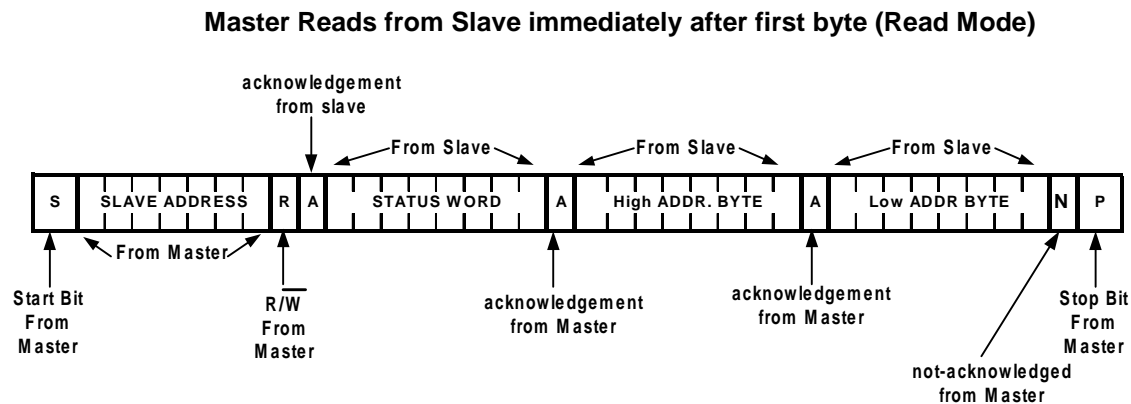 Master Reads from Slave immediately after first byte (Read Mode)
acknowledgement
from slave
From Slave
From Slave
From Slave
S
SLAVE ADDRESS
R
A
STATUS WORD
A
High ADDR. BYTE
A
Low ADDR BYTE
N
P
From Master
Start Bit
From
Master
R/W̅
From
Master
acknowledgement
from Master
acknowledgement
from Master
not-acknowledged
from Master
Stop Bit
From
Master